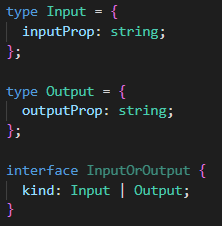 type Input = {
  inputProp: string;
};
type Output = {
  outputProp: string;
};
interface InputOrOutput {
  kind: Input | Output;
}